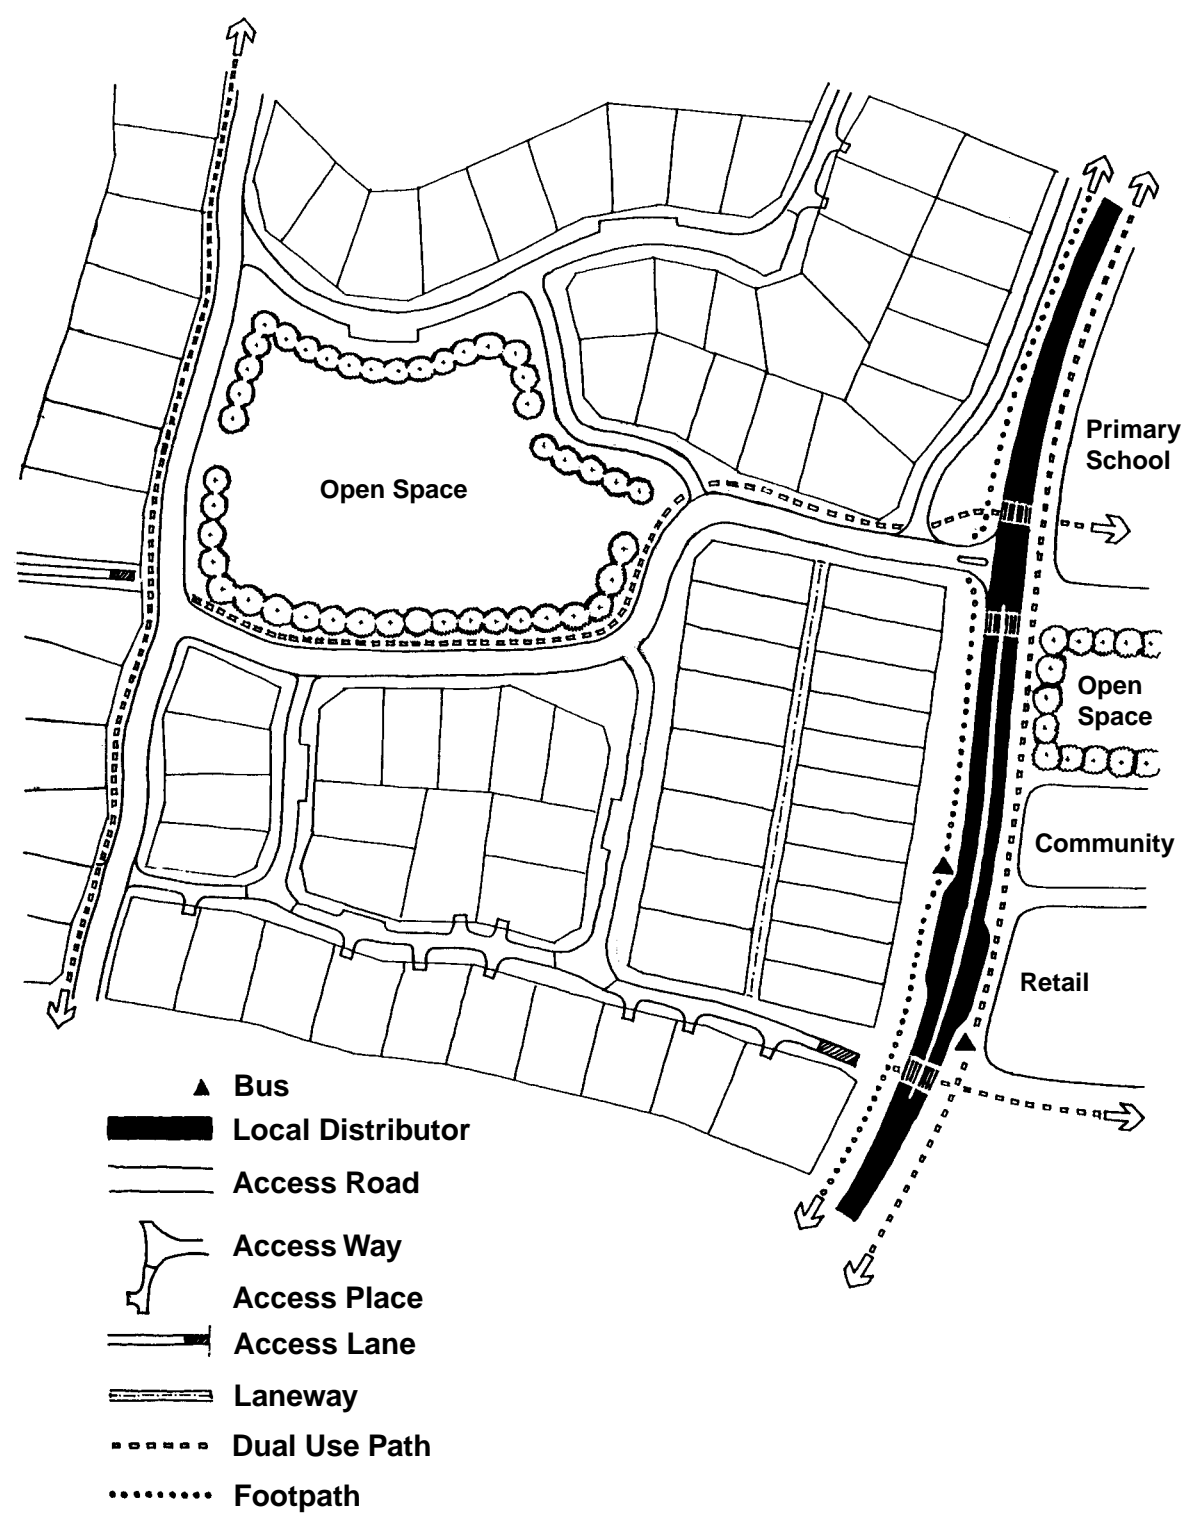 Primary
School
Open Space
Open
Space
Community
Retail
Bus
Local Distributor
Access Road
Access Way
Access Place
Access Lane
Laneway
Dual Use Path
Footpath